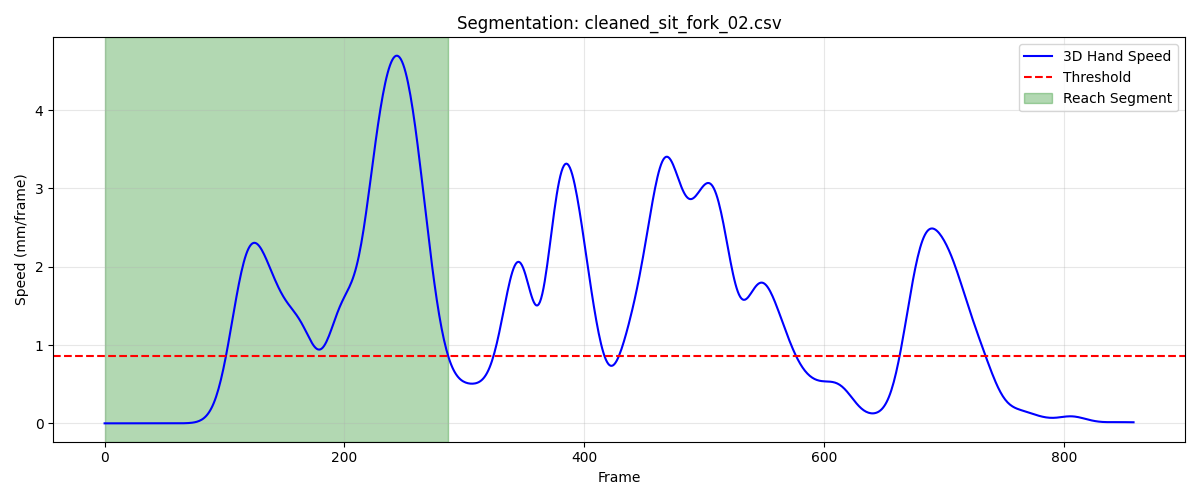 Segmentation: cleaned_sit_fork_02.csv
3D Hand Speed
Threshold
Reach Segment
Speed (mm/frame)
4
3
2
1
0
0 200 400 600 800
Frame